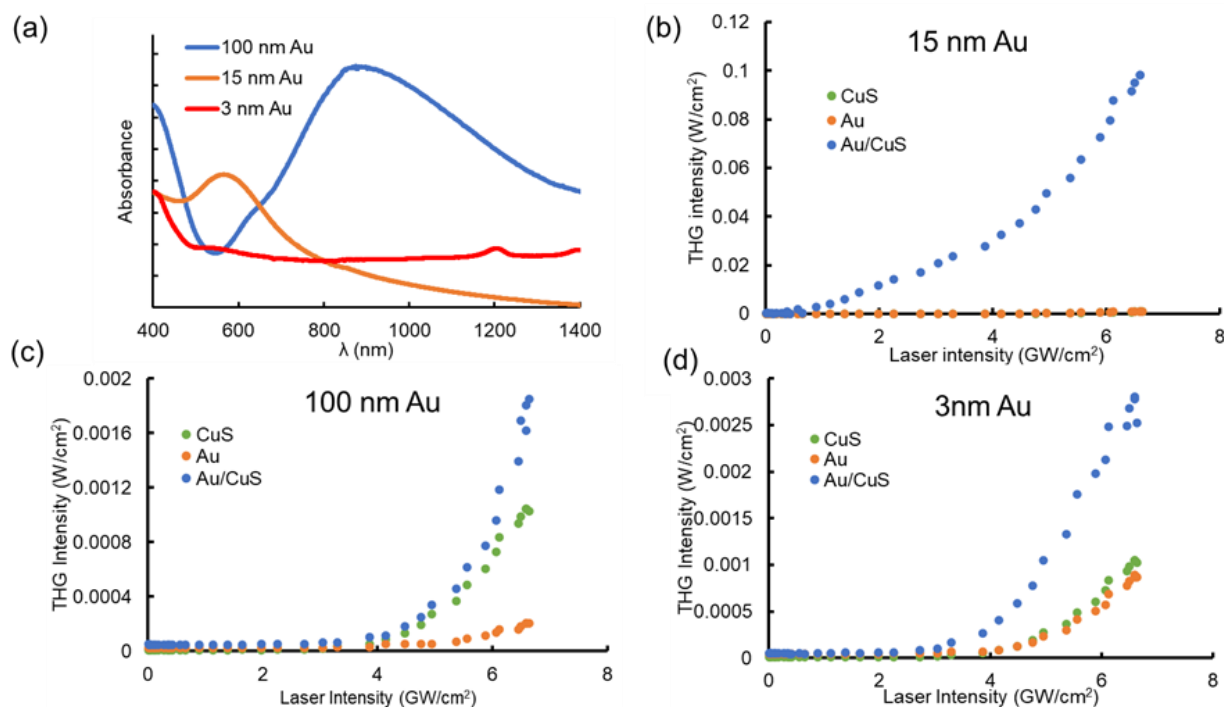 (a)
100 nm Au
15 nm Au
3 nm Au
Absorbance
400 600 800 1000 1200 1400
λ (nm)
(b)
15 nm Au
CuS
Au
Au/CuS
THG intensity (W/cm²)
0.12
0.1
0.08
0.06
0.04
0.02
0
0 2 4 6 8
Laser intensity (GW/cm²)
(c)
100 nm Au
CuS
Au
Au/CuS
THG Intensity (W/cm²)
0.002
0.0016
0.0012
0.0008
0.0004
0
0 2 4 6 8
Laser Intensity (GW/cm²)
(d)
3nm Au
CuS
Au
Au/CuS
THG Intensity (W/cm²)
0.003
0.0025
0.002
0.0015
0.001
0.0005
0
0 2 4 6 8
Laser Intensity (GW/cm²)